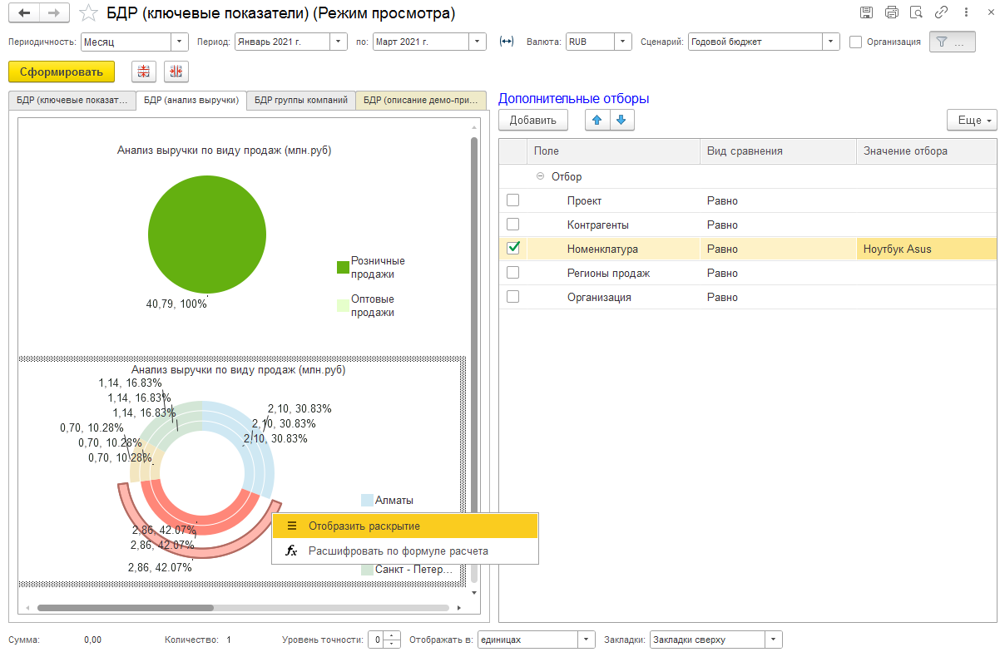 БДР (ключевые показатели) (Режим просмотра)
Периодичность: Месяц Период: Январь 2021 г. по: Март 2021 г. Валюта: RUB Сценарий: Годовой бюджет Организация ...
Сформировать
БДР (ключевые показат... БДР (анализ выручки) БДР группы компаний БДР (описание демо-при...
Анализ выручки по виду продаж (млн.руб)
Розничные
продажи
Оптовые
продажи
40,79, 100%
Анализ выручки по виду продаж (млн.руб)
1,14, 16.83%
1,14, 16.83%
1,14, 16.83%
2,10, 30.83%
2,10, 30.83%
2,10, 30.83%
0,70, 10.28%
0,70, 10.28%
0,70, 10.28%
Алматы
2,86, 42.07%
2,86, 42.07%
2,86, 42.07%
Санкт - Петер...
Отобразить раскрытие
fx Расшифровать по формуле расчета
Дополнительные отборы
Добавить Еще
Поле Вид сравнения Значение отбора
Отбор
Проект Равно
Контрагенты Равно
Номенклатура Равно Ноутбук Asus
Регионы продаж Равно
Организация Равно
Сумма: 0,00 Количество: 1 Уровень точности: 0 Отображать в: единицах Закладки: Закладки сверху